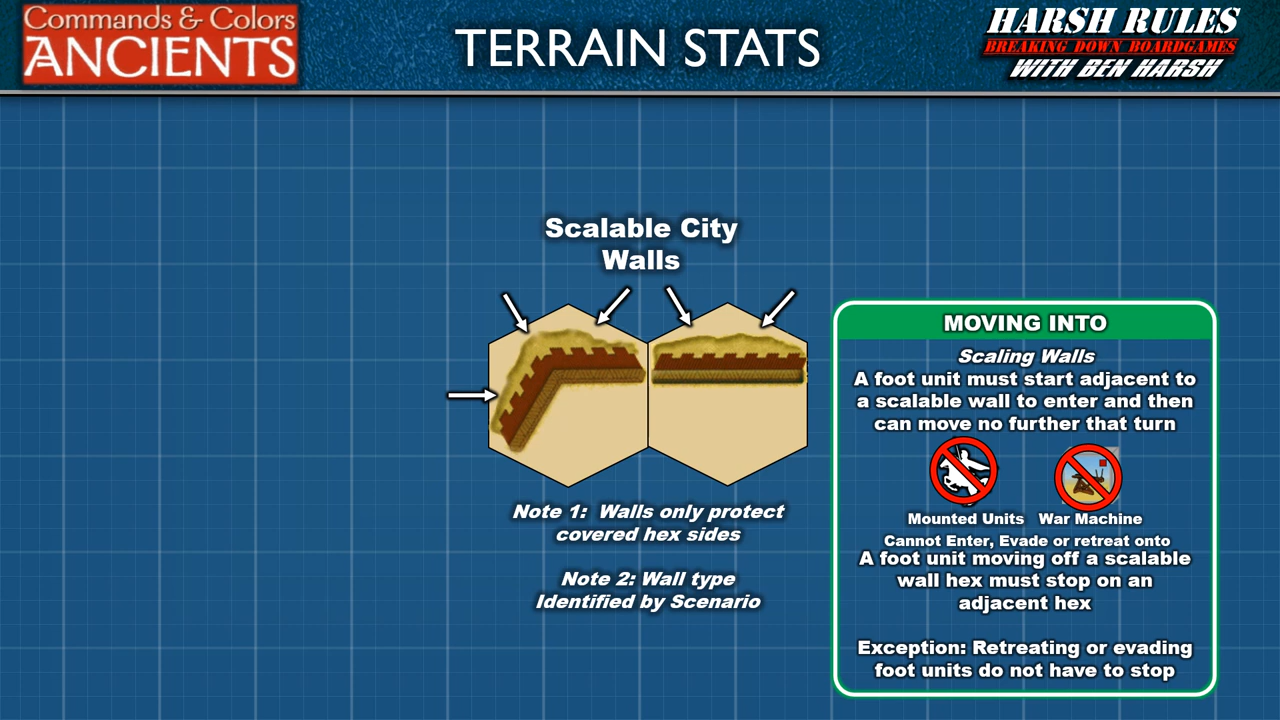 Commands & Colors
ANCIENTS
TERRAIN STATS
HARSH RULES
BREAKING DOWN BOARDGAMES
WITH BEN HARSH
Scalable City
Walls
Note 1:  Walls only protect
covered hex sides
Note 2: Wall type
Identified by Scenario
MOVING INTO
Scaling Walls
A foot unit must start adjacent to
a scalable wall to enter and then
can move no further that turn
Mounted Units
War Machine
Cannot Enter, Evade or retreat onto
A foot unit moving off a scalable
wall hex must stop on an
adjacent hex
Exception: Retreating or evading
foot units do not have to stop